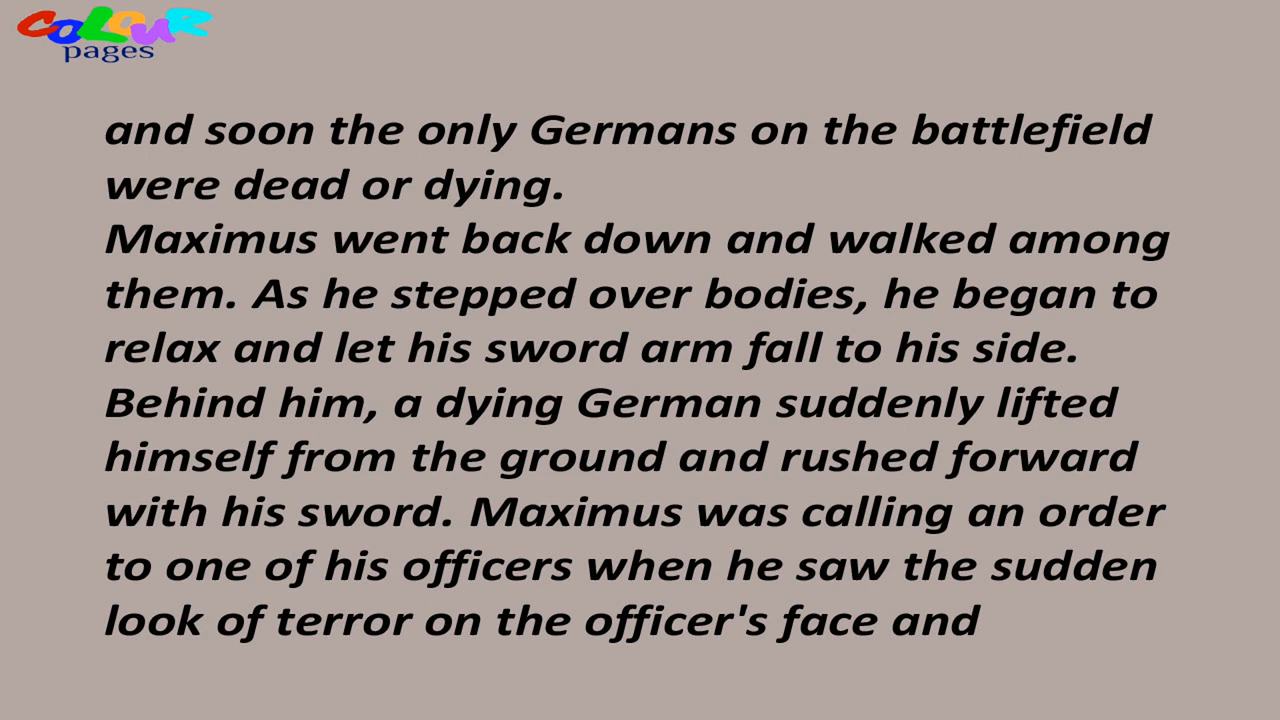 COLOUR
pages
and soon the only Germans on the battlefield
were dead or dying.
Maximus went back down and walked among
them. As he stepped over bodies, he began to
relax and let his sword arm fall to his side.
Behind him, a dying German suddenly lifted
himself from the ground and rushed forward
with his sword. Maximus was calling an order
to one of his officers when he saw the sudden
look of terror on the officer's face and